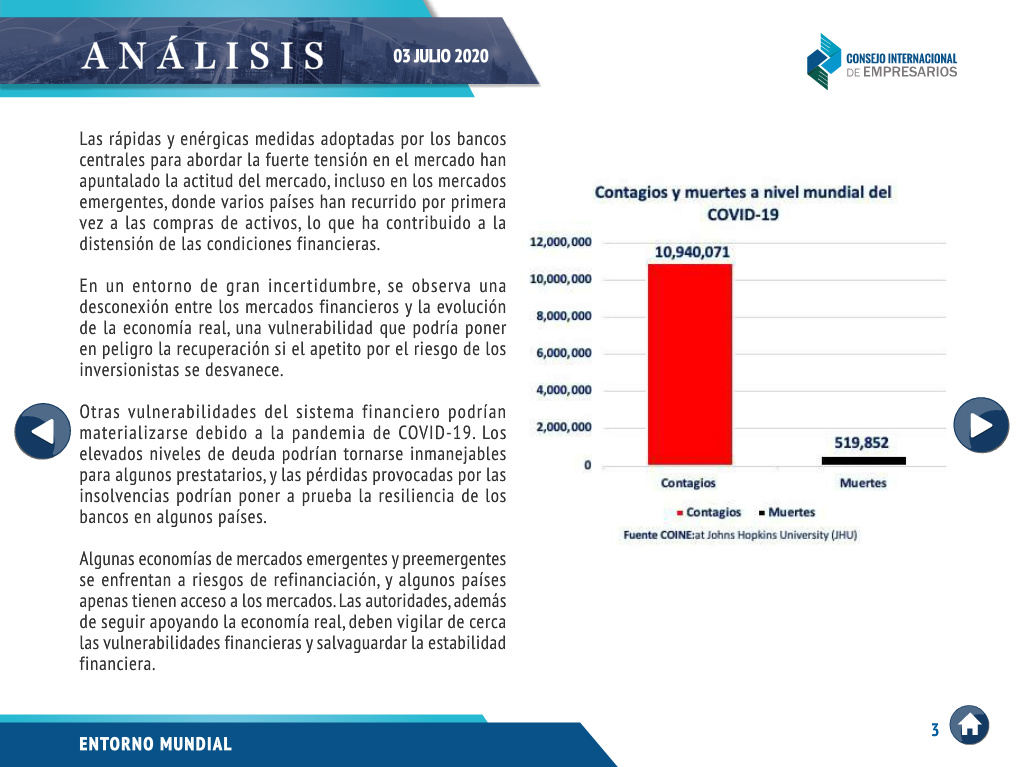 ANÁLISIS
03 JULIO 2020
CONSEJO INTERNACIONAL
DE EMPRESARIOS
Las rápidas y enérgicas medidas adoptadas por los bancos
centrales para abordar la fuerte tensión en el mercado han
apuntalado la actitud del mercado, incluso en los mercados
emergentes, donde varios países han recurrido por primera
vez a las compras de activos, lo que ha contribuido a la
distensión de las condiciones financieras.
En un entorno de gran incertidumbre, se observa una
desconexión entre los mercados financieros y la evolución
de la economía real, una vulnerabilidad que podría poner
en peligro la recuperación si el apetito por el riesgo de los
inversionistas se desvanece.
Otras vulnerabilidades del sistema financiero podrían
materializarse debido a la pandemia de COVID-19. Los
elevados niveles de deuda podrían tornarse inmanejables
para algunos prestatarios, y las pérdidas provocadas por las
insolvencias podrían poner a prueba la resiliencia de los
bancos en algunos países.
Algunas economías de mercados emergentes y preemergentes
se enfrentan a riesgos de refinanciación, y algunos países
apenas tienen acceso a los mercados. Las autoridades, además
de seguir apoyando la economía real, deben vigilar de cerca
las vulnerabilidades financieras y salvaguardar la estabilidad
financiera.
Contagios y muertes a nivel mundial del
COVID-19
12,000,000
10,940,071
10,000,000
8,000,000
6,000,000
4,000,000
2,000,000
519,852
0
Contagios Muertes
Contagios Muertes
Fuente COINE:at Johns Hopkins University (JHU)
ENTORNO MUNDIAL
3